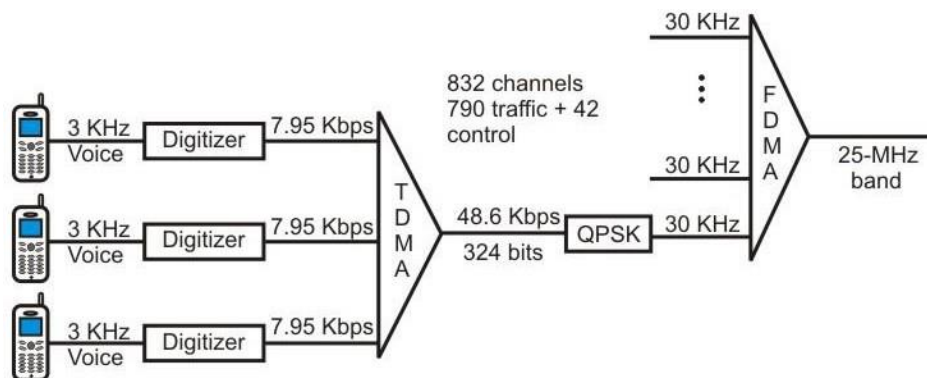 30 KHz
832 channels
790 traffic + 42
control
F
D
M
A
3 KHz
Voice
Digitizer
7.95 Kbps
30 KHz
25-MHz
band
T
D
M
A
3 KHz
Voice
Digitizer
7.95 Kbps
48.6 Kbps
324 bits
QPSK
30 KHz
3 KHz
Voice
Digitizer
7.95 Kbps